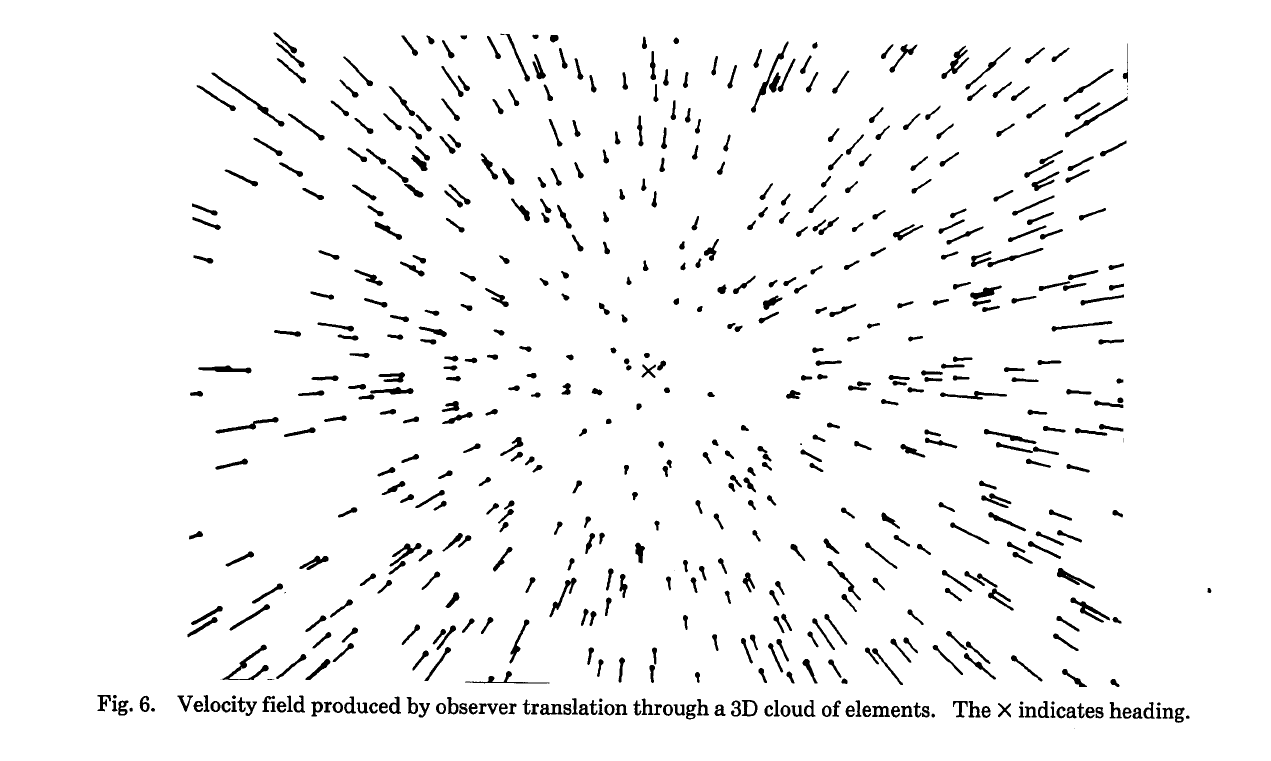 ×
Fig. 6. Velocity field produced by observer translation through a 3D cloud of elements. The × indicates heading.